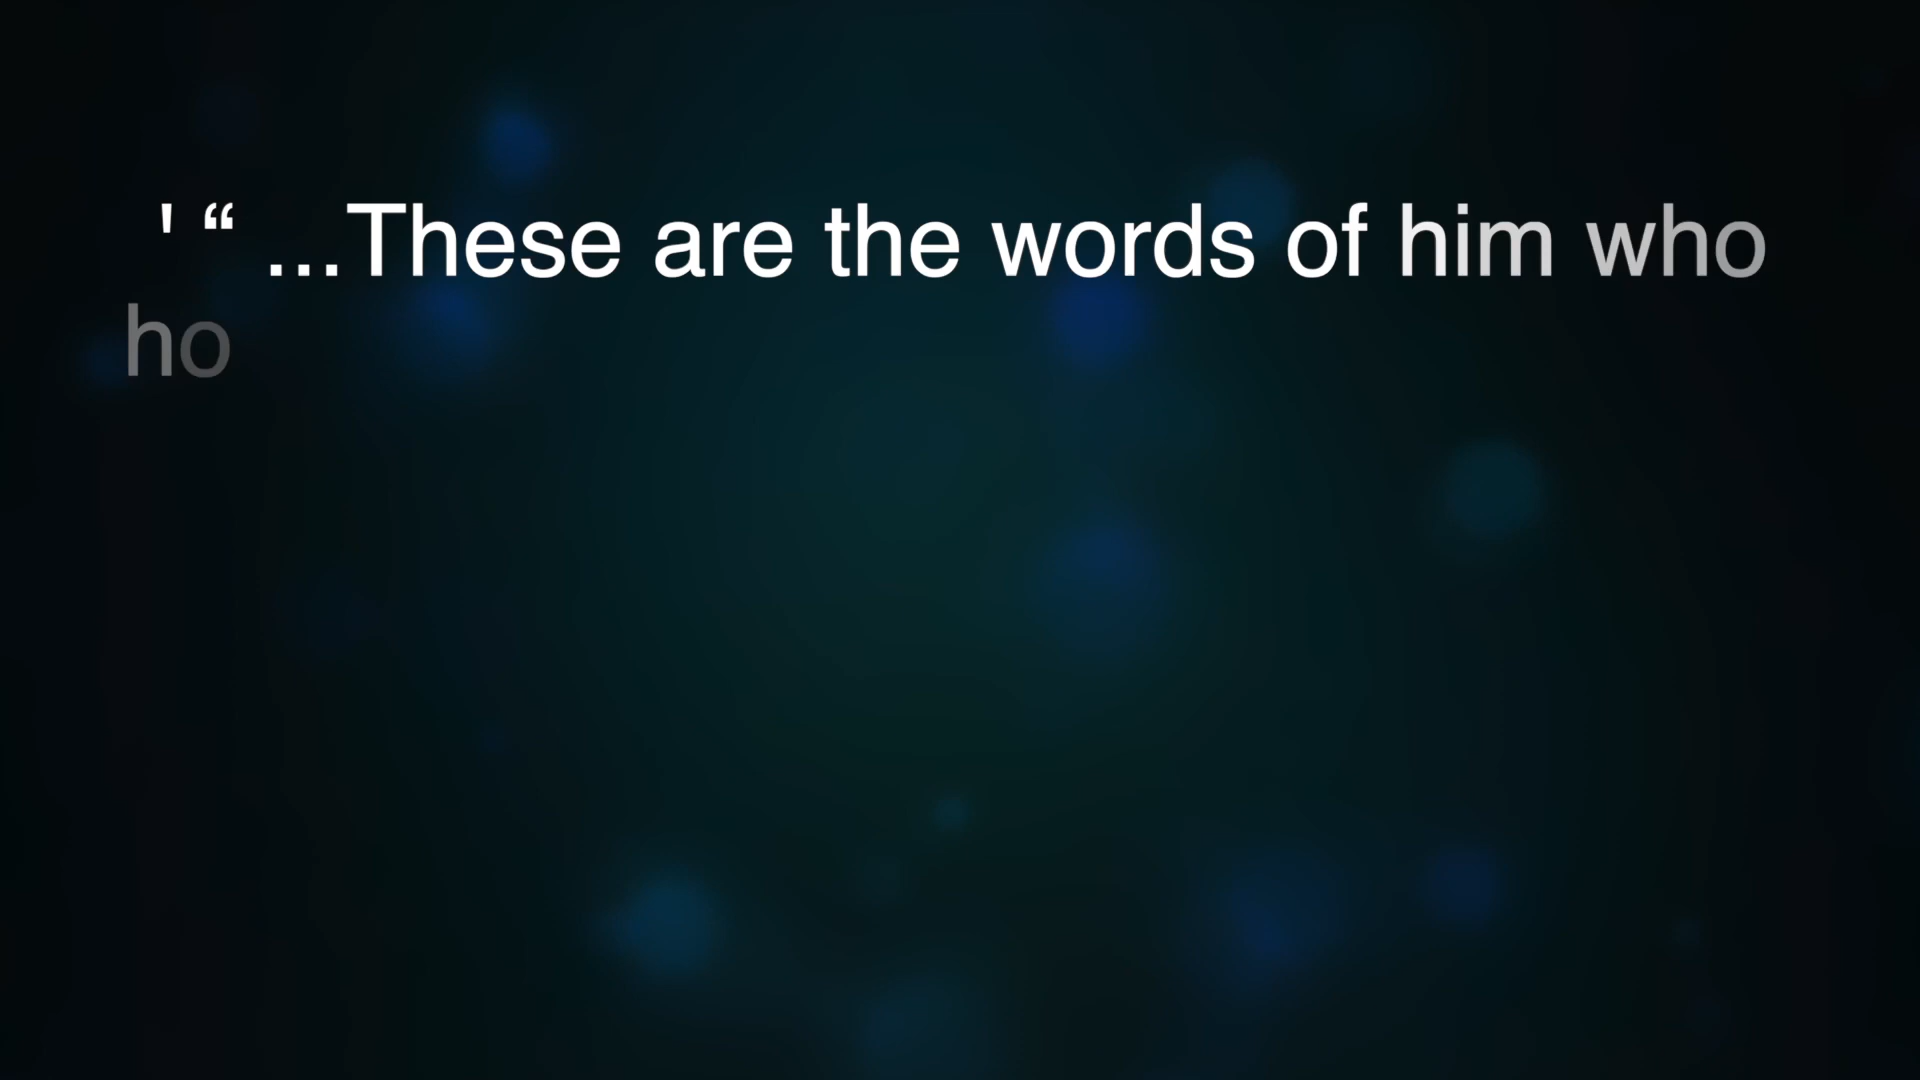 ' “ ...These are the words of him who
ho